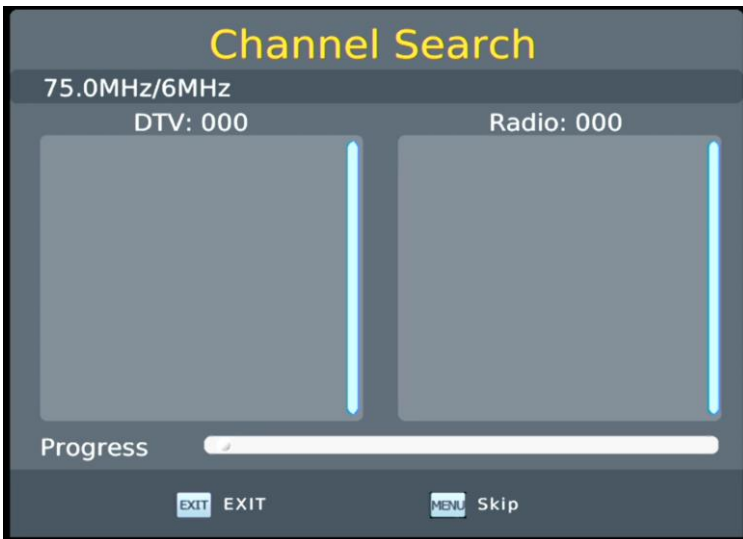 Channel Search
75.0MHz/6MHz
DTV: 000 Radio: 000
Progress
EXIT EXIT MENU Skip